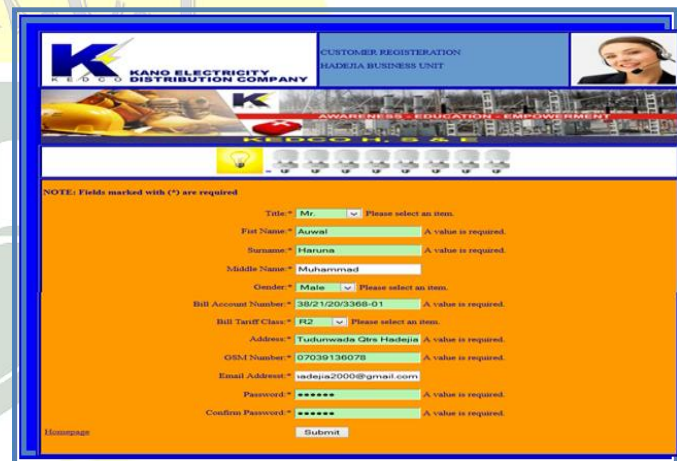 CUSTOMER REGISTERATION
HADEJIA BUSINESS UNIT
K E D C O
KANO ELECTRICITY
DISTRIBUTION COMPANY
AWARENESS - EDUCATION - EMPOWERMENT
KEDCO H, S & E
NOTE: Fields marked with (*) are required
Title:* Mr. Please select an item.
Fist Name:* Auwal A value is required.
Surname:* Haruna A value is required.
Middle Name:* Muhammad
Gender:* Male Please select an item.
Bill Account Number:* 38/21/20/3368-01 A value is required.
Bill Tariff Class:* R2 Please select an item.
Address:* Tudunwada Qtrs Hadejia A value is required.
GSM Number:* 07039136078 A value is required.
Email Addresst:* iadejia2000@gmail.com
Password:* •••••• A value is required.
Confirm Password:* •••••• A value is required.
Homepage Submit